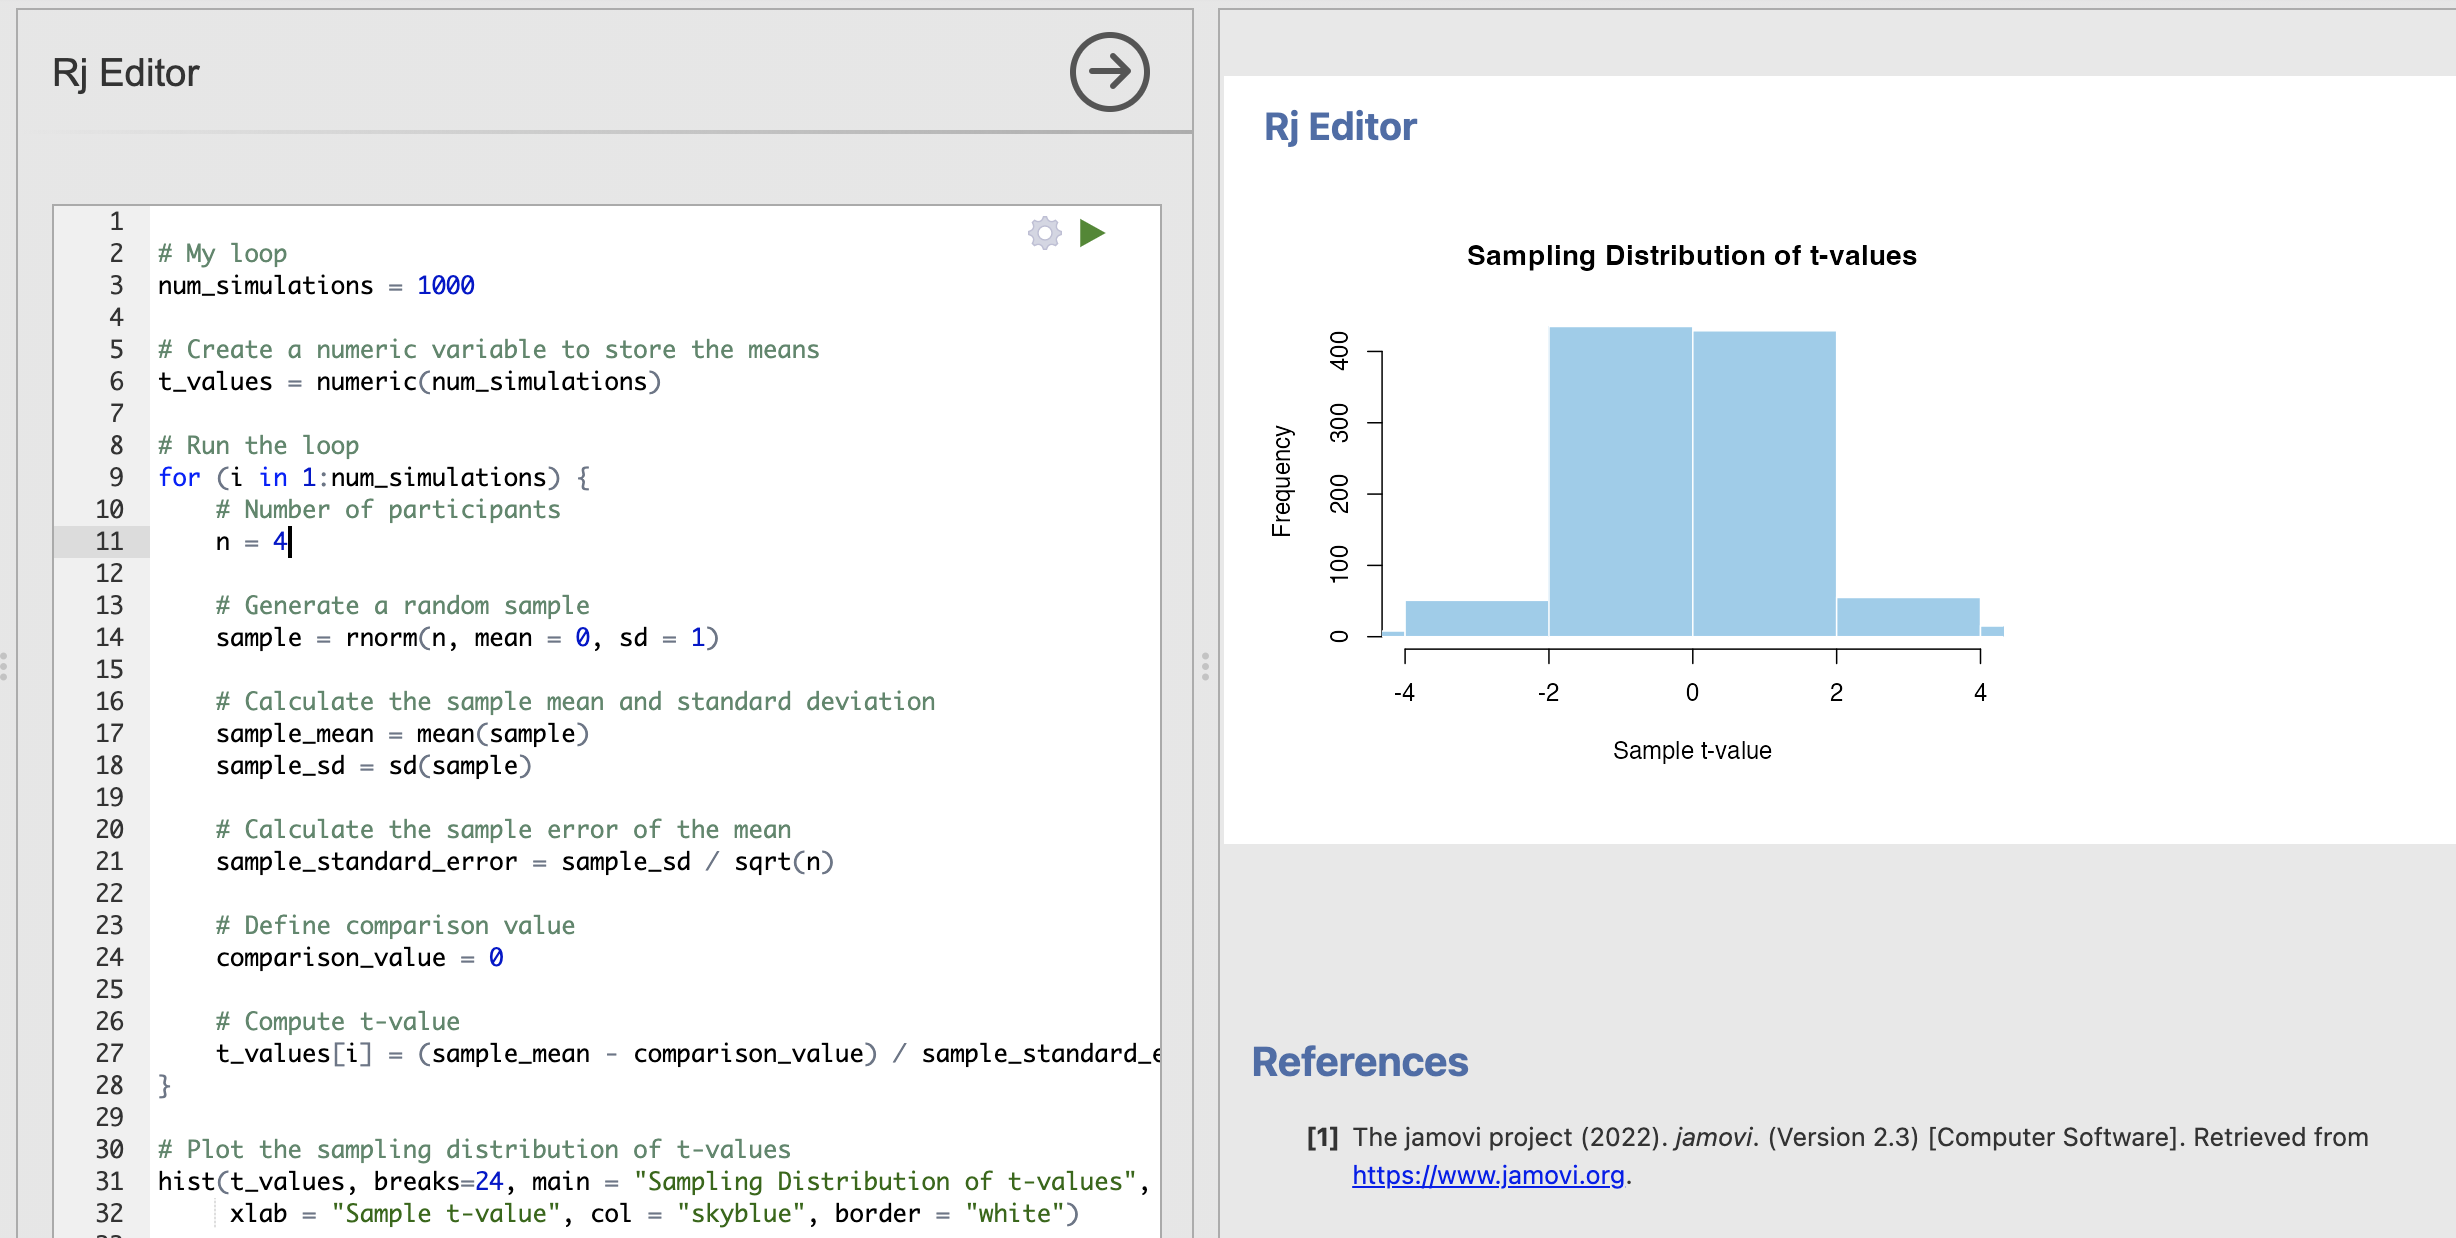 Rj Editor
1
2 # My loop
3 num_simulations = 1000
4
5 # Create a numeric variable to store the means
6 t_values = numeric(num_simulations)
7
8 # Run the loop
9 for (i in 1:num_simulations) {
10     # Number of participants
11     n = 4
12
13     # Generate a random sample
14     sample = rnorm(n, mean = 0, sd = 1)
15
16     # Calculate the sample mean and standard deviation
17     sample_mean = mean(sample)
18     sample_sd = sd(sample)
19
20     # Calculate the sample error of the mean
21     sample_standard_error = sample_sd / sqrt(n)
22
23     # Define comparison value
24     comparison_value = 0
25
26     # Compute t-value
27     t_values[i] = (sample_mean - comparison_value) / sample_standard_e
28 }
29
30 # Plot the sampling distribution of t-values
31 hist(t_values, breaks=24, main = "Sampling Distribution of t-values",
32      xlab = "Sample t-value", col = "skyblue", border = "white")
Rj Editor
Sampling Distribution of t-values
Frequency
400
300
200
100
0
-4 -2 0 2 4
Sample t-value
References
[1] The jamovi project (2022). jamovi. (Version 2.3) [Computer Software]. Retrieved from
https://www.jamovi.org.